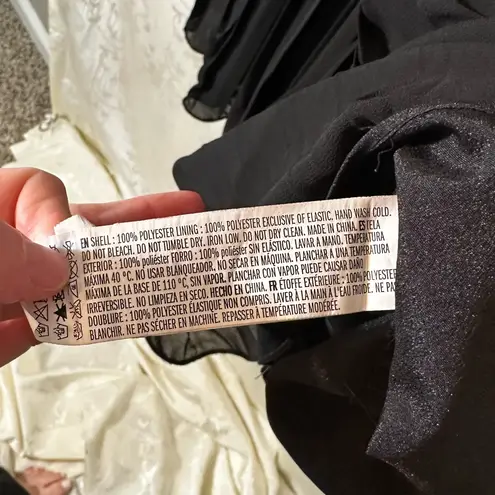 EN SHELL : 100% POLYESTER LINING : 100% POLYESTER EXCLUSIVE OF ELASTIC. HAND WASH COLD.
DO NOT BLEACH. DO NOT TUMBLE DRY. IRON LOW. DO NOT DRY CLEAN. MADE IN CHINA. ES TELA
EXTERIOR : 100% poliéster FORRO : 100% poliéster SIN ELÁSTICO. LAVAR A MANO. TEMPERATURA
MÁXIMA 40 °C. NO USAR BLANQUEADOR. NO SECAR EN MÁQUINA. PLANCHAR A UNA TEMPERATURA
MÁXIMA DE LA BASE DE 110 °C, SIN VAPOR. PLANCHAR CON VAPOR PUEDE CAUSAR DAÑO
IRREVERSIBLE. NO LIMPIEZA EN SECO. HECHO EN CHINA. FR ÉTOFFE EXTÉRIEURE : 100% POLYESTER
DOUBLURE : 100% POLYESTER ÉLASTIQUE NON COMPRIS. LAVER À LA MAIN À L'EAU FROIDE. NE PAS
BLANCHIR. NE PAS SÉCHER EN MACHINE. REPASSER À TEMPÉRATURE MODÉRÉE.